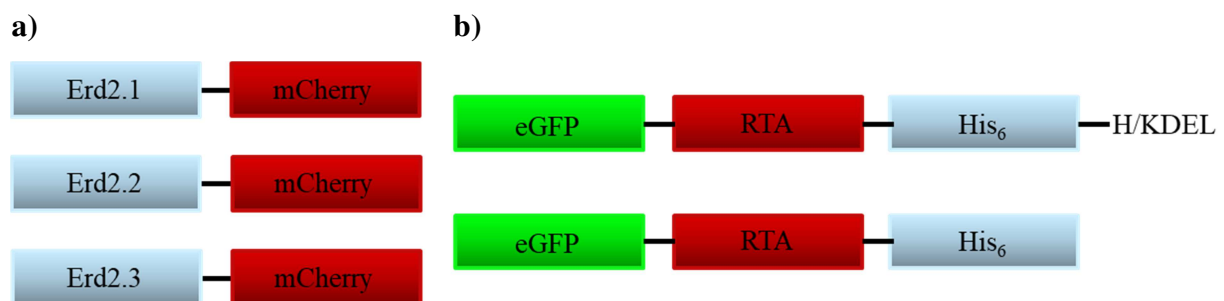 a)
Erd2.1 mCherry
Erd2.2 mCherry
Erd2.3 mCherry
b)
eGFP RTA His₆ H/KDEL
eGFP RTA His₆